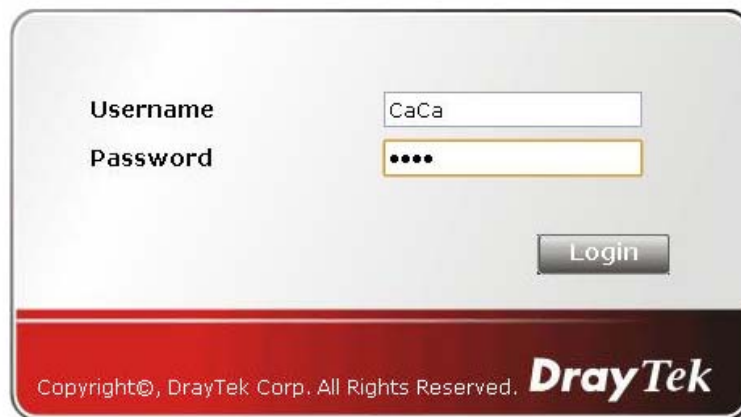 Username CaCa
Password ••••
Login
Copyright©, DrayTek Corp. All Rights Reserved. DrayTek